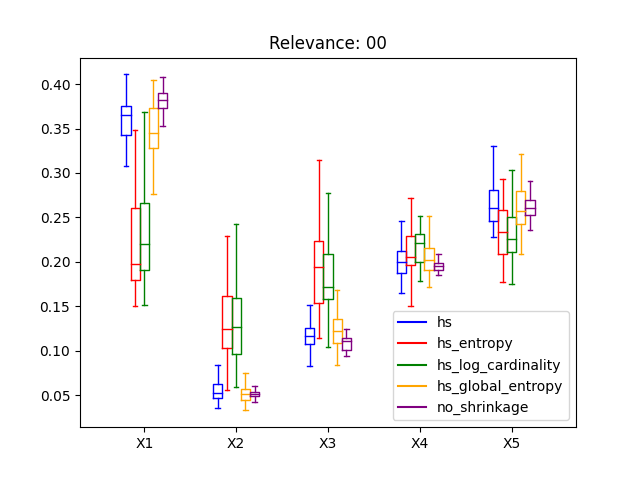 Relevance: 00
0.40
0.35
0.30
0.25
0.20
0.15
0.10
0.05
hs
hs_entropy
hs_log_cardinality
hs_global_entropy
no_shrinkage
X1 X2 X3 X4 X5